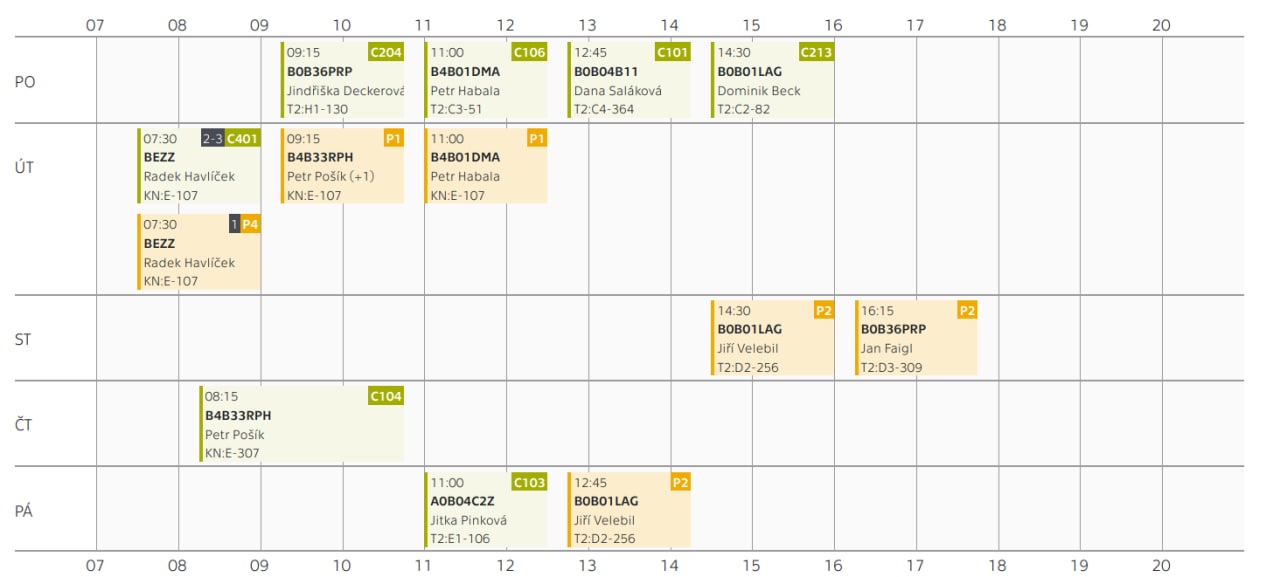 07 08 09 10 11 12 13 14 15 16 17 18 19 20
PO
09:15 C204
B0B36PRP
Jindřiška Deckerová
T2:H1-130
11:00 C106
B4B01DMA
Petr Habala
T2:C3-51
12:45 C101
B0B04B11
Dana Saláková
T2:C4-364
14:30 C213
B0B01LAG
Dominik Beck
T2:C2-82
ÚT
07:30 2-3 C401
BEZZ
Radek Havlíček
KN:E-107
09:15 P1
B4B33RPH
Petr Pošík (+1)
KN:E-107
11:00 P1
B4B01DMA
Petr Habala
KN:E-107
07:30 1 P4
BEZZ
Radek Havlíček
KN:E-107
ST
14:30 P2
B0B01LAG
Jiří Velebil
T2:D2-256
16:15 P2
B0B36PRP
Jan Faigl
T2:D3-309
ČT
08:15 C104
B4B33RPH
Petr Pošík
KN:E-307
PÁ
11:00 C103
A0B04C2Z
Jitka Pinková
T2:E1-106
12:45 P2
B0B01LAG
Jiří Velebil
T2:D2-256
07 08 09 10 11 12 13 14 15 16 17 18 19 20